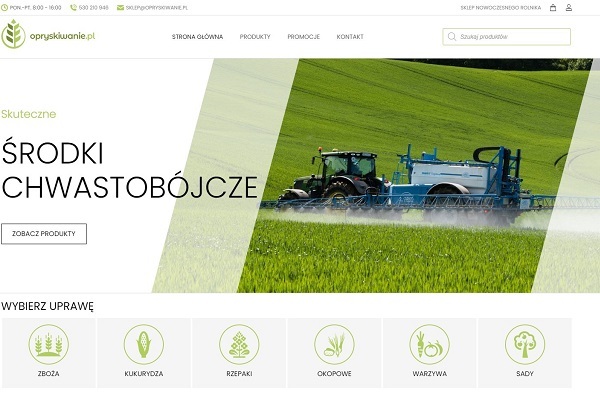 PON.-PT. 8:00 - 16:00 530 210 946 SKLEP@OPRYSKIWANIE.PL SKLEP NOWOCZESNEGO ROLNIKA
opryskiwanie.pl STRONA GŁÓWNA PRODUKTY PROMOCJE KONTAKT Szukaj produktów
Skuteczne
ŚRODKI
CHWASTOBÓJCZE
ZOBACZ PRODUKTY
WYBIERZ UPRAWĘ
ZBOŻA KUKURYDZA RZEPAKI OKOPOWE WARZYWA SADY